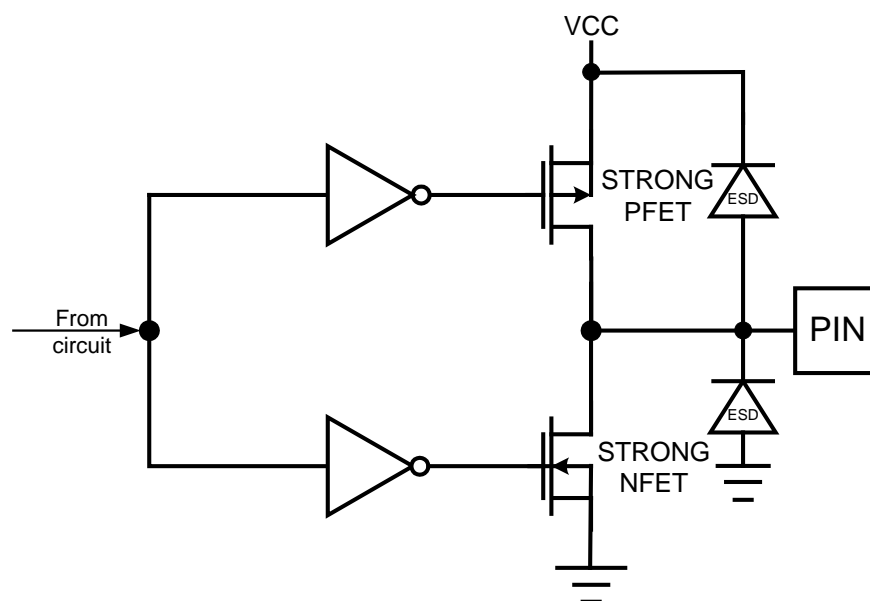 VCC
STRONG
PFET
ESD
From
circuit
PIN
ESD
STRONG
NFET